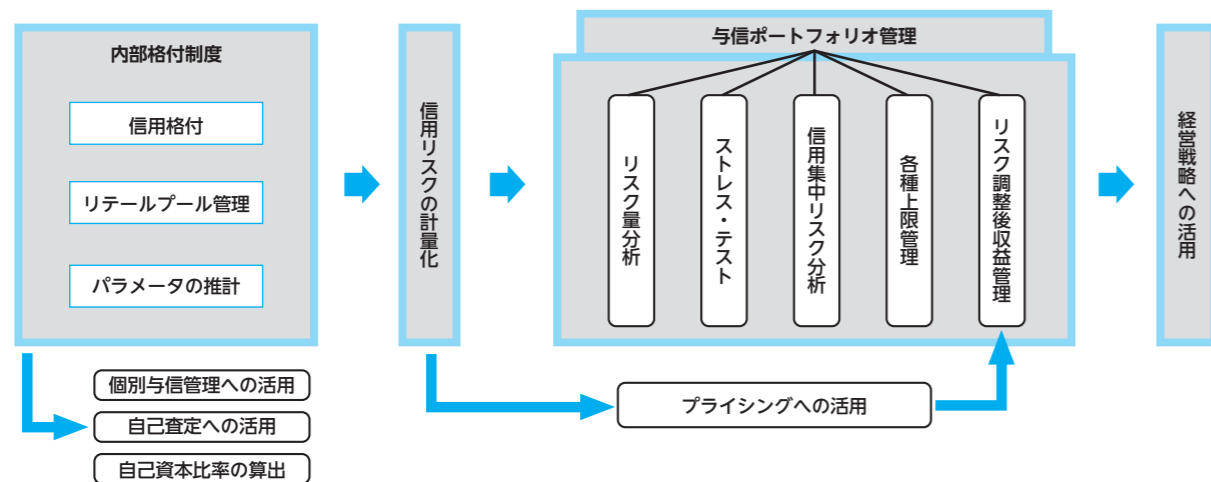 内部格付制度
信用格付
リテールプール管理
パラメータの推計
個別与信管理への活用
自己査定への活用
自己資本比率の算出
信用リスクの計量化
与信ポートフォリオ管理
リスク量分析
ストレス・テスト
信用集中リスク分析
各種上限管理
リスク調整後収益管理
プライシングへの活用
経営戦略への活用